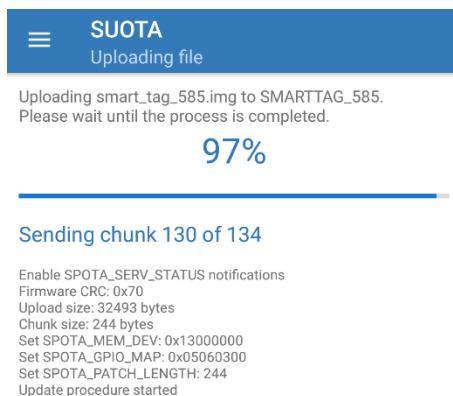 SUOTA
Uploading file
Uploading smart_tag_585.img to SMARTTAG_585.
Please wait until the process is completed.
97%
Sending chunk 130 of 134
Enable SPOTA_SERV_STATUS notifications
Firmware CRC: 0x70
Upload size: 32493 bytes
Chunk size: 244 bytes
Set SPOTA_MEM_DEV: 0x13000000
Set SPOTA_GPIO_MAP: 0x05060300
Set SPOTA_PATCH_LENGTH: 244
Update procedure started